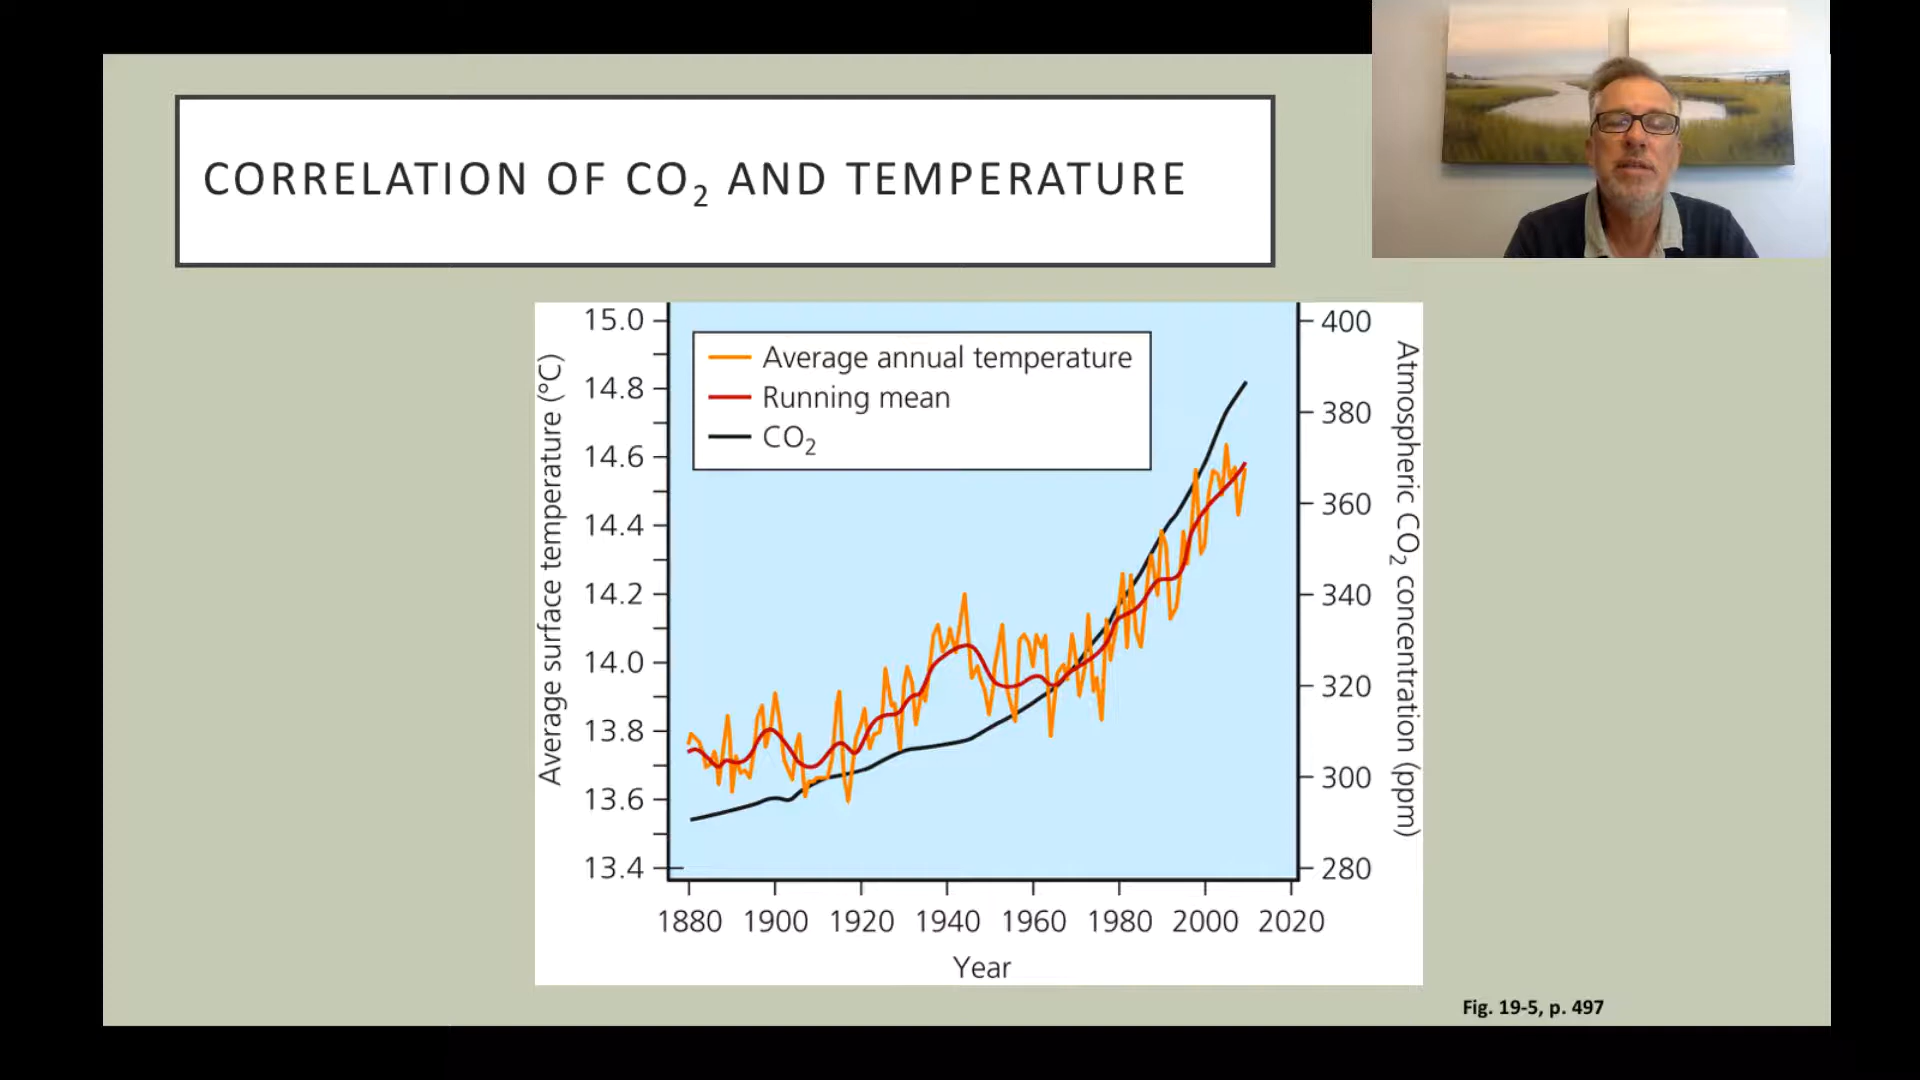 CORRELATION OF CO₂ AND TEMPERATURE
Average annual temperature
Running mean
CO₂
Average surface temperature (°C)
15.0
14.8
14.6
14.4
14.2
14.0
13.8
13.6
13.4
400
380
360
340
320
300
280
Atmospheric CO₂ concentration (ppm)
1880 1900 1920 1940 1960 1980 2000 2020
Year
Fig. 19-5, p. 497